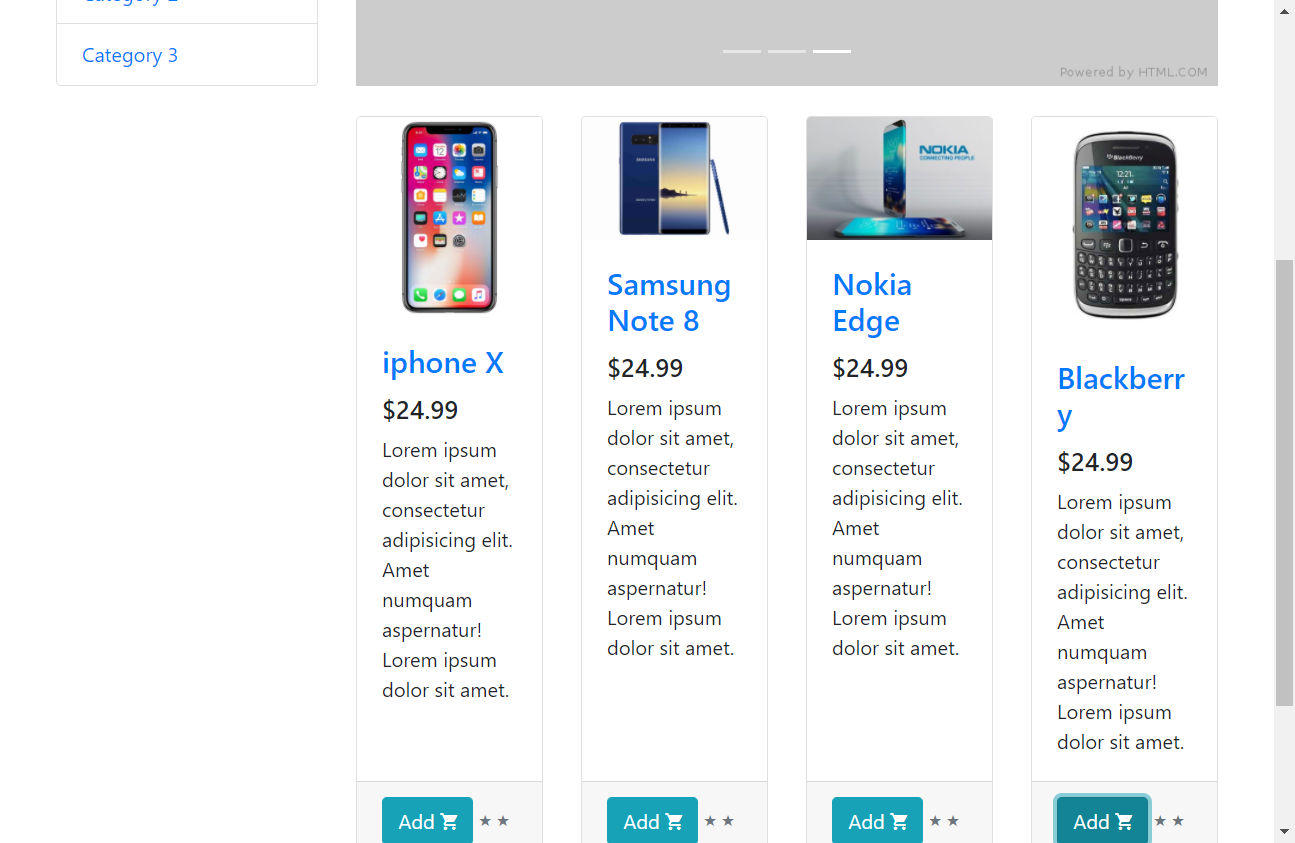 Category 3
Powered by HTML.COM
iphone X
$24.99
Lorem ipsum
dolor sit amet,
consectetur
adipisicing elit.
Amet
numquam
aspernatur!
Lorem ipsum
dolor sit amet.
Add
SAMSUNG
Samsung
Note 8
$24.99
Lorem ipsum
dolor sit amet,
consectetur
adipisicing elit.
Amet
numquam
aspernatur!
Lorem ipsum
dolor sit amet.
Add
NOKIA
CONNECTING PEOPLE
Nokia
Edge
$24.99
Lorem ipsum
dolor sit amet,
consectetur
adipisicing elit.
Amet
numquam
aspernatur!
Lorem ipsum
dolor sit amet.
Add
BlackBerry
12:21
Blackberr
y
$24.99
Lorem ipsum
dolor sit amet,
consectetur
adipisicing elit.
Amet
numquam
aspernatur!
Lorem ipsum
dolor sit amet.
Add